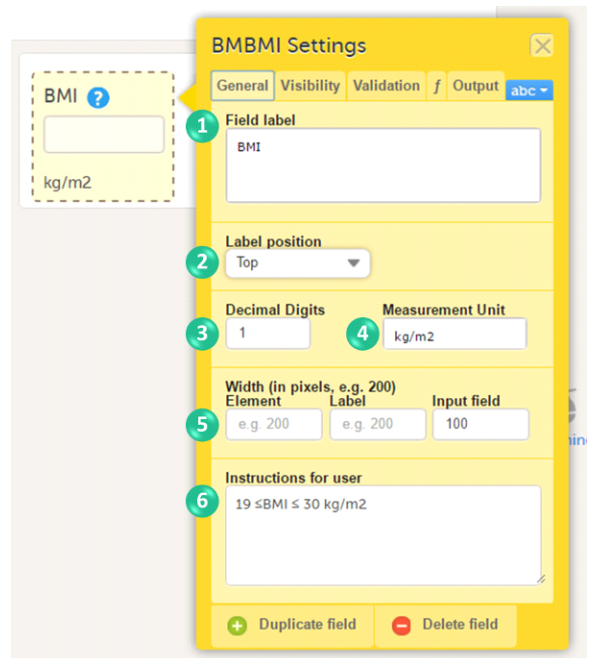 BMBMI Settings
General Visibility Validation f Output abc
BMI ?
kg/m2
1 Field label
BMI
2 Label position
Top
3 Decimal Digits
1
4 Measurement Unit
kg/m2
Width (in pixels, e.g. 200)
5 Element Label Input field
e.g. 200 e.g. 200 100
Instructions for user
6 19 ≤BMI ≤ 30 kg/m2
Duplicate field Delete field